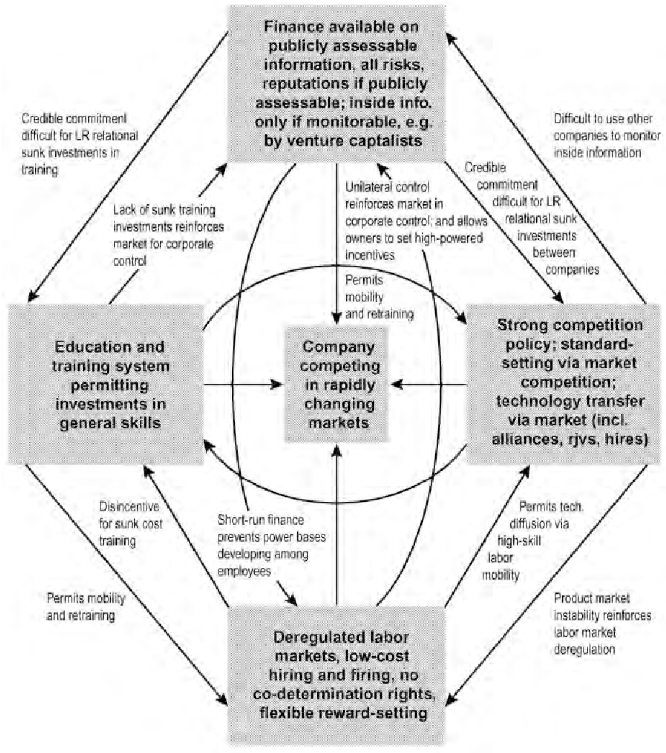 Finance available on
publicly assessable
information, all risks,
reputations if publicly
assessable; inside info.
only if monitorable, e.g.
by venture captalists
Credible commitment
difficult for LR relational
sunk investments in
training
Difficult to use other
companies to monitor
inside information
Lack of sunk training
investments reinforces
market for corporate
control
Unilateral control
reinforces market in
corporate control; and allows
owners to set high-powered
incentives
Credible
commitment
difficult for LR
relational sunk
investments
between
companies
Permits
mobility
and retraining
Education and
training system
permitting
investments in
general skills
Company
competing
in rapidly
changing
markets
Strong competition
policy; standard-
setting via market
competition;
technology transfer
via market (incl.
alliances, rjvs, hires)
Disincentive
for sunk cost
training
Short-run finance
prevents power bases
developing among
employees
Permits tech.
diffusion via
high-skill
labor
mobility
Permits mobility
and retraining
Product market
instability reinforces
labor market
deregulation
Deregulated labor
markets, low-cost
hiring and firing, no
co-determination rights,
flexible reward-setting